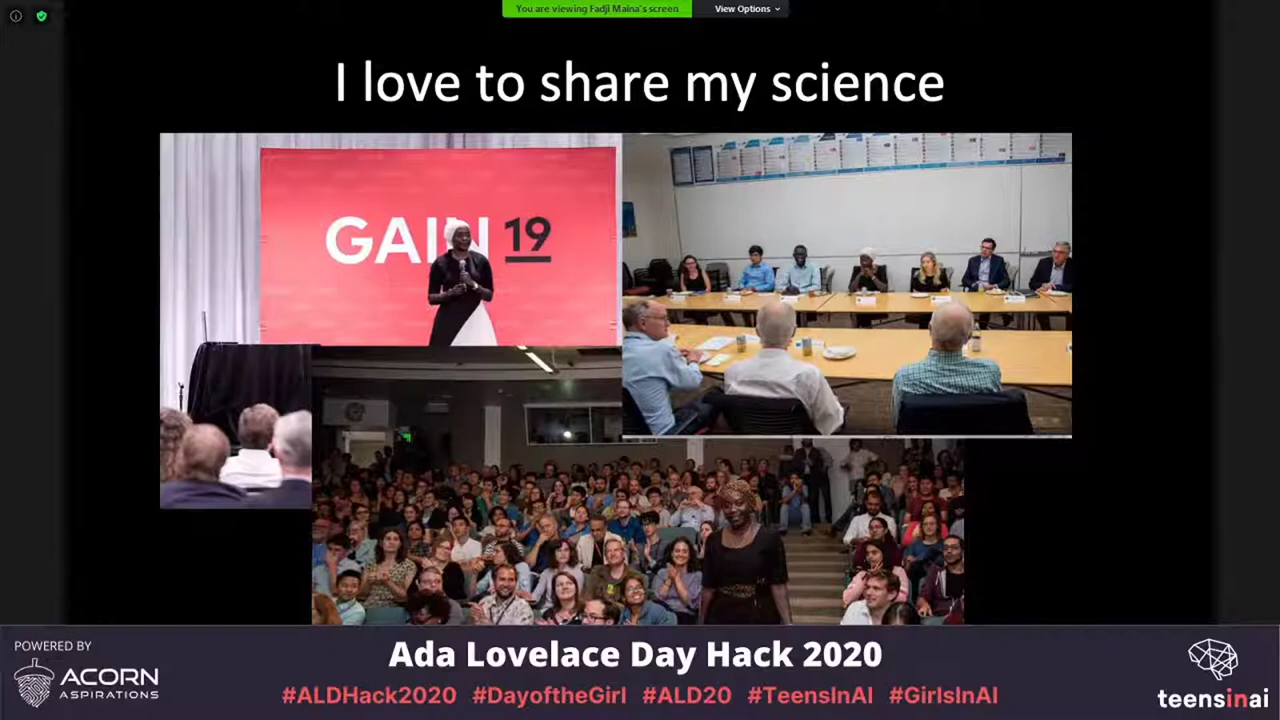 You are viewing Fadji Maina's screen
View Options
I love to share my science
GAIN 19
POWERED BY
ACORN
ASPIRATIONS
Ada Lovelace Day Hack 2020
#ALDHack2020 #DayoftheGirl #ALD20 #TeensInAI #GirlsInAI
teensinai